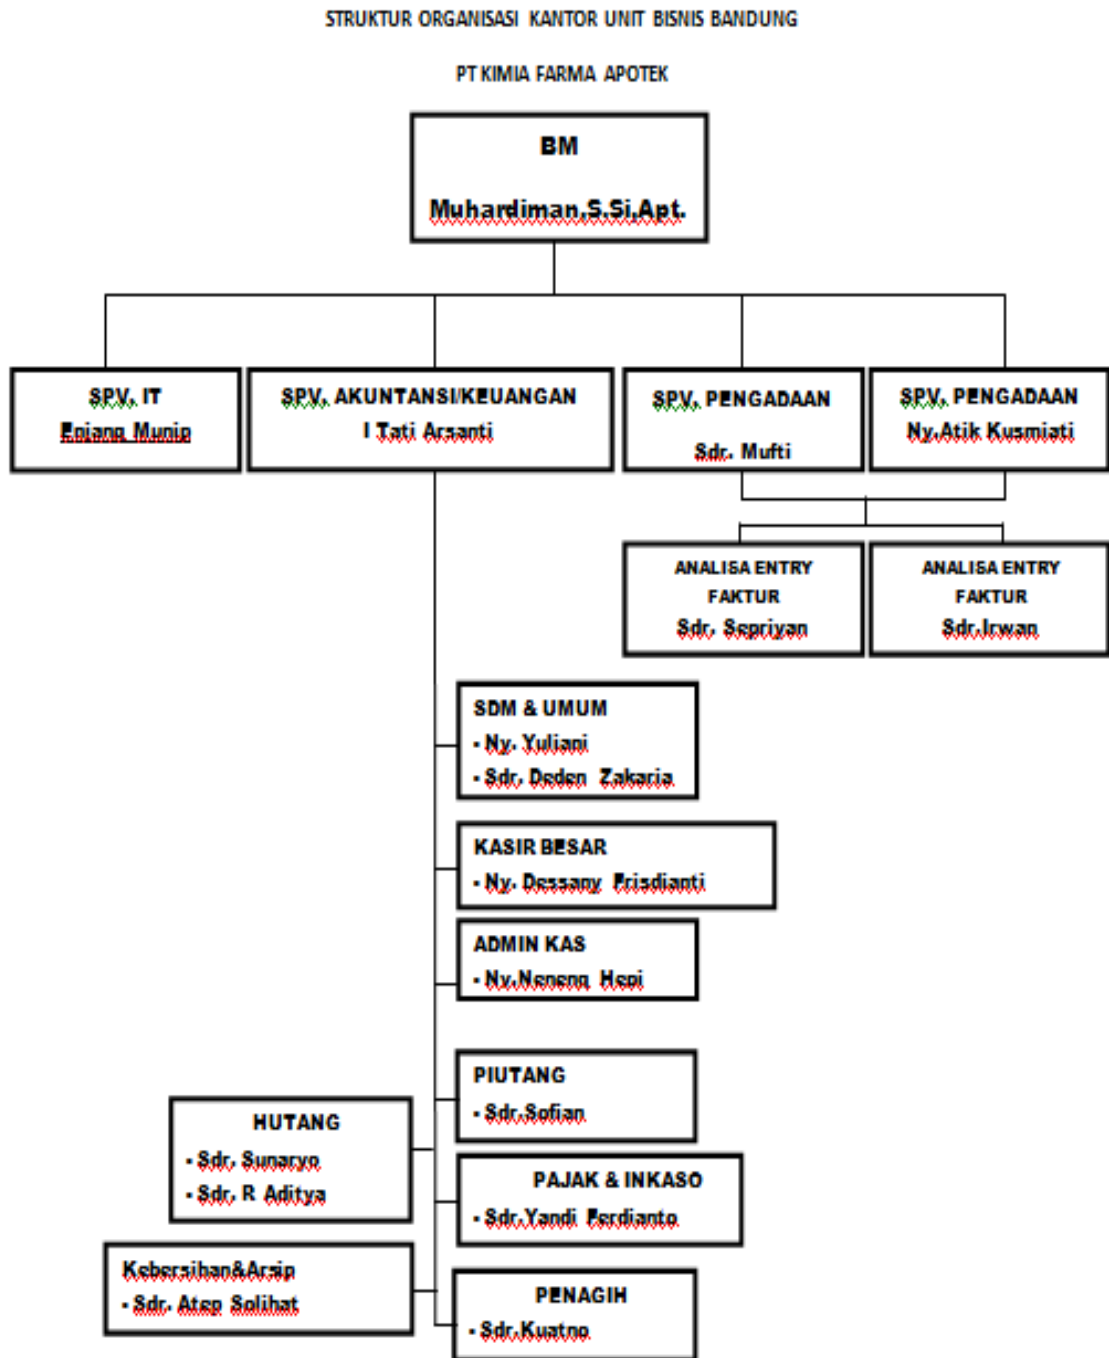 STRUKTUR ORGANISASI KANTOR UNIT BISNIS BANDUNG
PT KIMIA FARMA APOTEK
BM
Muhardiman,S.Si,Apt.
SPV. IT
Enjang Munip
SPV. AKUNTANSI/KEUANGAN
I Tati Arsanti
SPV. PENGADAAN
Sdr. Mufti
SPV. PENGADAAN
Ny.Atik Kusmiati
ANALISA ENTRY
FAKTUR
Sdr. Sepriyan
ANALISA ENTRY
FAKTUR
Sdr.Irwan
SDM & UMUM
- Ny. Yuliani
- Sdr. Deden Zakaria
KASIR BESAR
- Ny. Dessany Frisdianti
ADMIN KAS
- Ny.Neneng Hepi
PIUTANG
- Sdr.Sofian
HUTANG
- Sdr. Sunaryo
- Sdr. R Aditya
PAJAK & INKASO
- Sdr.Yandi Ferdianto
Kebersihan&Arsip
- Sdr. Atep Solihat
PENAGIH
- Sdr.Kuatno